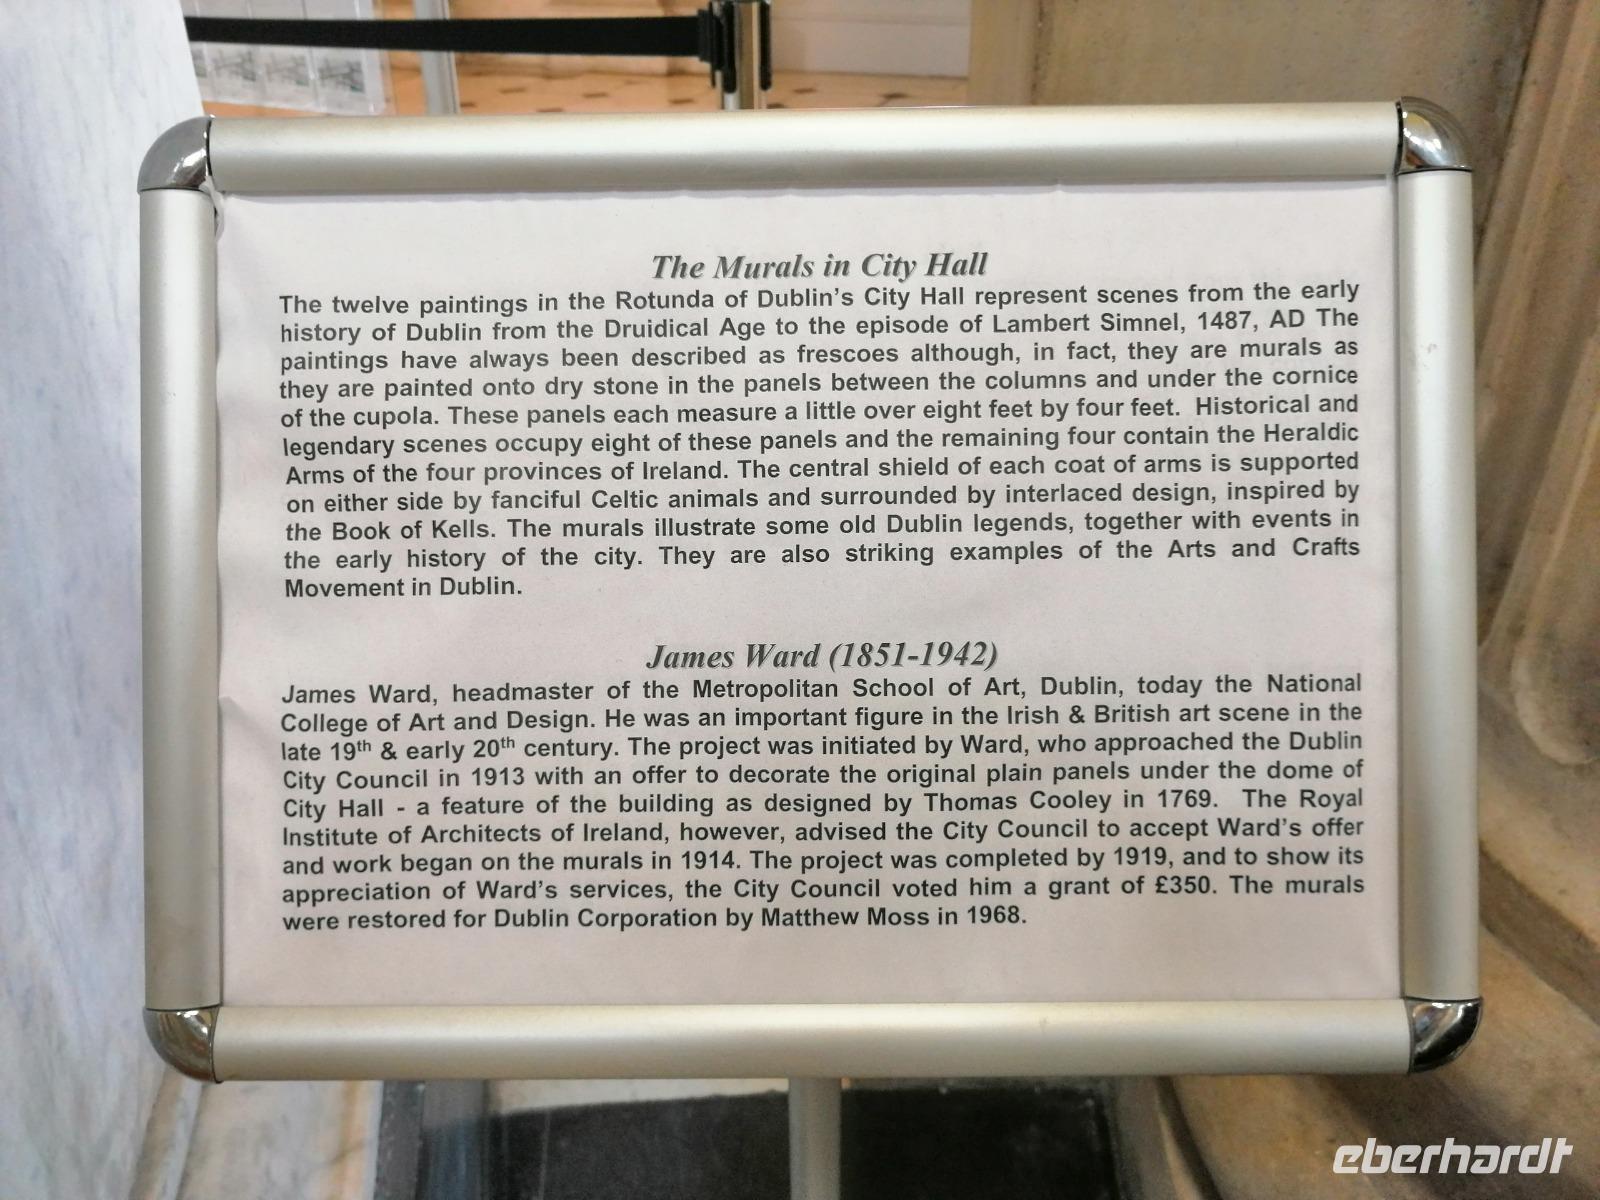 The Murals in City Hall
The twelve paintings in the Rotunda of Dublin's City Hall represent scenes from the early
history of Dublin from the Druidical Age to the episode of Lambert Simnel, 1487, AD The
paintings have always been described as frescoes although, in fact, they are murals as
they are painted onto dry stone in the panels between the columns and under the cornice
of the cupola. These panels each measure a little over eight feet by four feet. Historical and
legendary scenes occupy eight of these panels and the remaining four contain the Heraldic
Arms of the four provinces of Ireland. The central shield of each coat of arms is supported
on either side by fanciful Celtic animals and surrounded by interlaced design, inspired by
the Book of Kells. The murals illustrate some old Dublin legends, together with events in
the early history of the city. They are also striking examples of the Arts and Crafts
Movement in Dublin.
James Ward (1851-1942)
James Ward, headmaster of the Metropolitan School of Art, Dublin, today the National
College of Art and Design. He was an important figure in the Irish & British art scene in the
late 19th & early 20th century. The project was initiated by Ward, who approached the Dublin
City Council in 1913 with an offer to decorate the original plain panels under the dome of
City Hall - a feature of the building as designed by Thomas Cooley in 1769. The Royal
Institute of Architects of Ireland, however, advised the City Council to accept Ward's offer
and work began on the murals in 1914. The project was completed by 1919, and to show its
appreciation of Ward's services, the City Council voted him a grant of £350. The murals
were restored for Dublin Corporation by Matthew Moss in 1968.
eberhardt